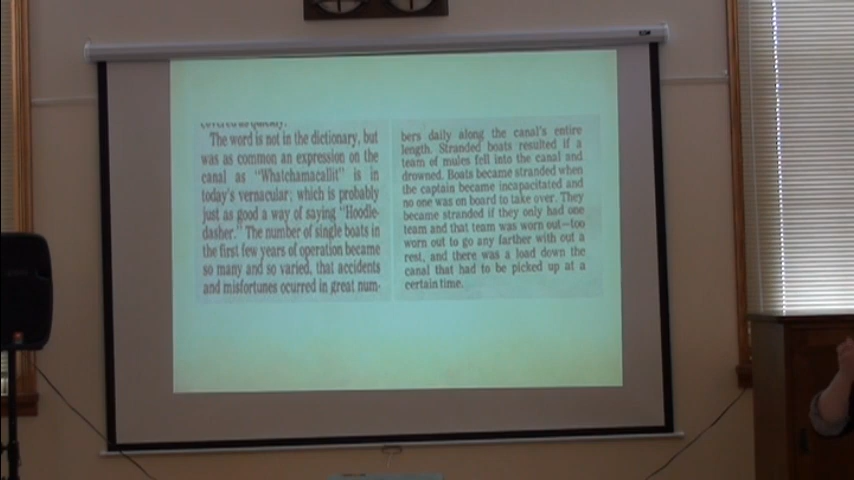 covered as quickly.
The word is not in the dictionary, but
was as common an expression on the
canal as "Whatchamacallit" is in
today's vernacular; which is probably
just as good a way of saying "Hoodle-
dasher." The number of single boats in
the first few years of operation became
so many and so varied, that accidents
and misfortunes ocurred in great num-
bers daily along the canal's entire
length. Stranded boats resulted if a
team of mules fell into the canal and
drowned. Boats became stranded when
the captain became incapacitated and
no one was on board to take over. They
became stranded if they only had one
team and that team was worn out—too
worn out to go any farther with out a
rest, and there was a load down the
canal that had to be picked up at a
certain time.